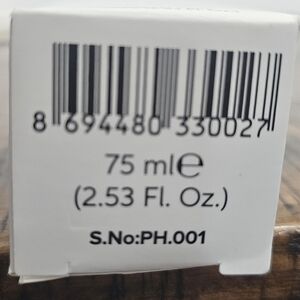 8 694480 330027
75 ml℮
(2.53 Fl. Oz.)
S.No:PH.001